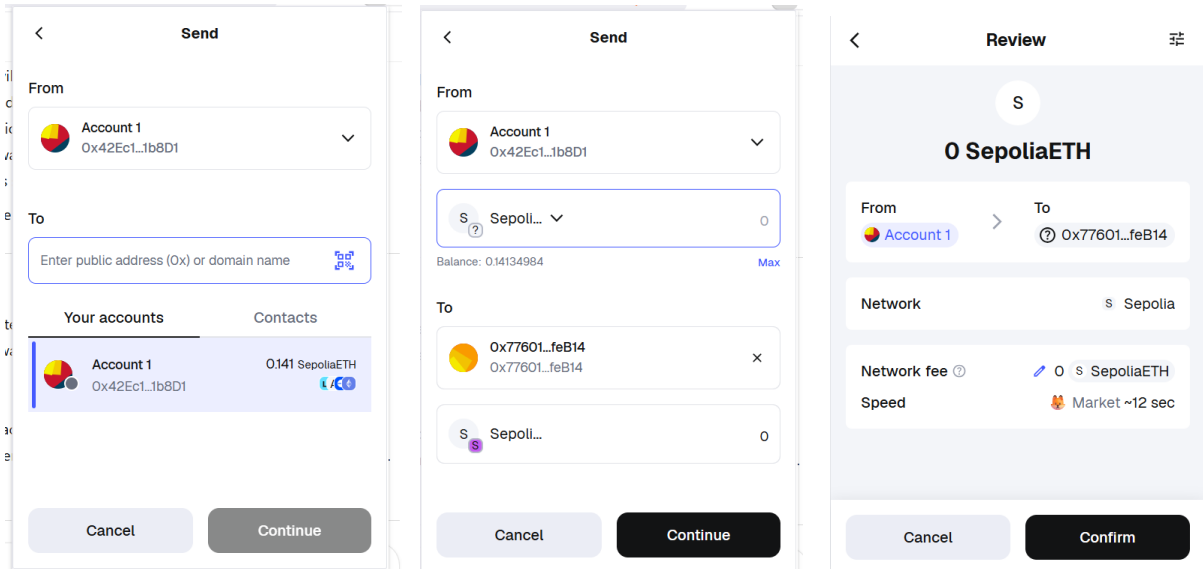 Send
From
Account 1
0x42Ec1...1b8D1
To
Enter public address (0x) or domain name
Your accounts Contacts
Account 1 0.141 SepoliaETH
0x42Ec1...1b8D1
Cancel Continue
Send
From
Account 1
0x42Ec1...1b8D1
S Sepoli... 0
?
Balance: 0.14134984 Max
To
0x77601...feB14
0x77601...feB14
S Sepoli... 0
S
Cancel Continue
Review
S
0 SepoliaETH
From To
Account 1 0x77601...feB14
Network S Sepolia
Network fee 0 S SepoliaETH
Speed Market ~12 sec
Cancel Confirm